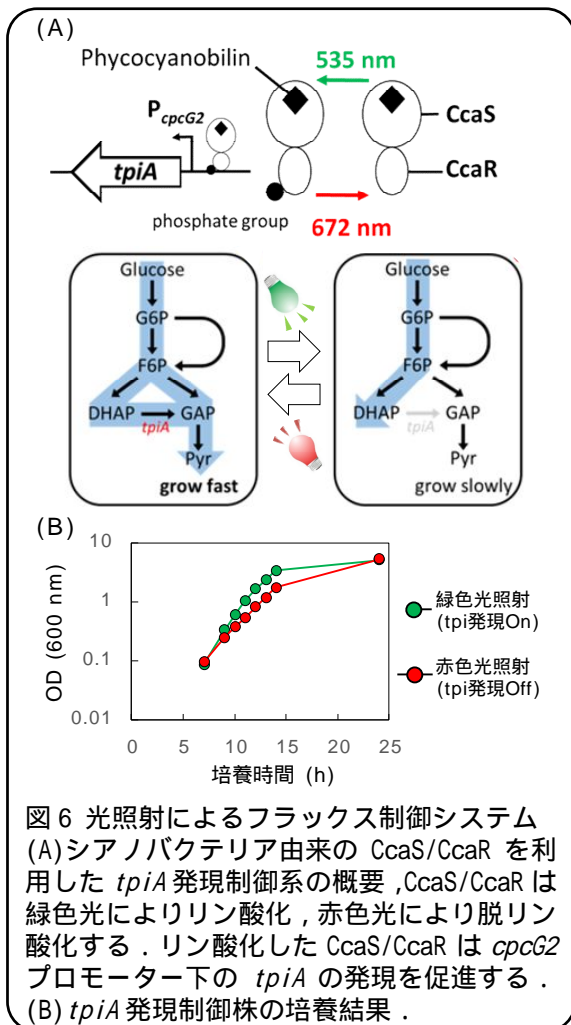 (A)
Phycocyanobilin
535 nm
PcpcG2
CcaS
tpiA
CcaR
phosphate group
672 nm
Glucose
G6P
F6P
DHAP
GAP
tpiA
Pyr
grow fast
Glucose
G6P
F6P
DHAP
GAP
tpiA
Pyr
grow slowly
(B)
OD (600 nm)
10
1
0.1
0.01
0
5
10
15
20
25
培養時間 (h)
緑色光照射
(tpi発現On)
赤色光照射
(tpi発現Off)
図 6 光照射によるフラックス制御システム
(A)シアノバクテリア由来の CcaS/CcaR を利
用した tpiA 発現制御系の概要 , CcaS/CcaR は
緑色光によりリン酸化 , 赤色光により脱リン
酸化する . リン酸化した CcaS/CcaR は cpcG2
プロモーター下の tpiA の発現を促進する .
(B) tpiA 発現制御株の培養結果 .